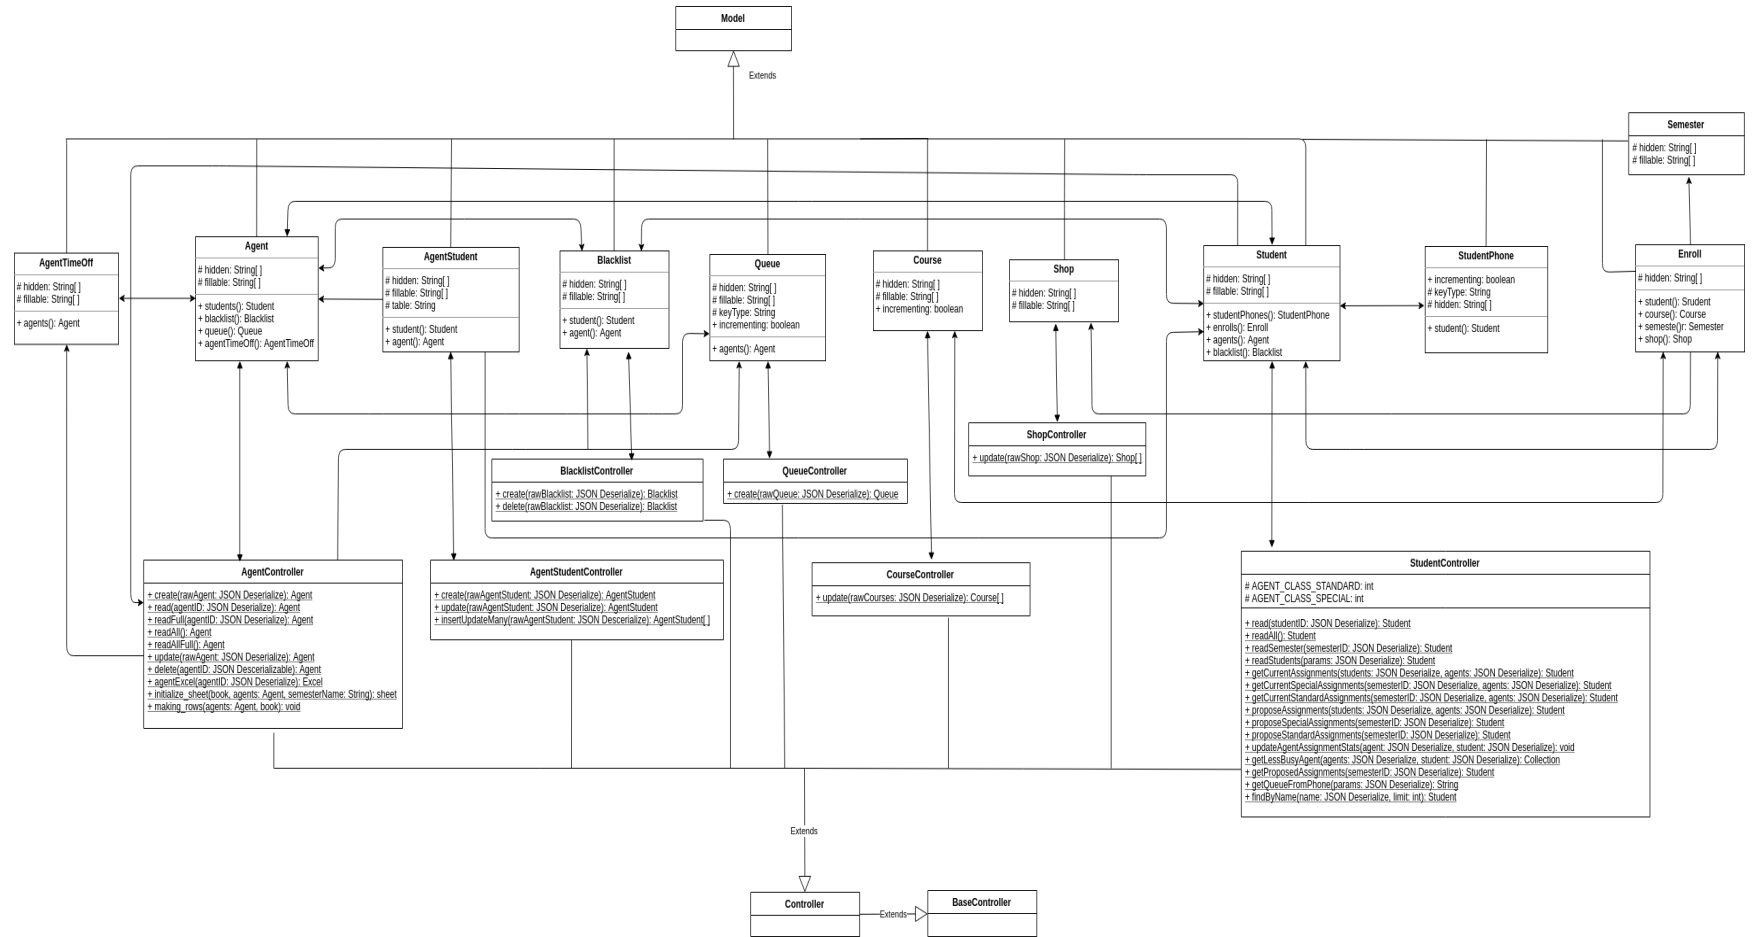 Model
Extends
Semester
# hidden: String[ ]
# fillable: String[ ]
AgentTimeOff
# hidden: String[ ]
# fillable: String[ ]
+ agents(): Agent
Agent
# hidden: String[ ]
# fillable: String[ ]
+ students(): Student
+ blacklist(): Blacklist
+ queue(): Queue
+ agentTimeOff(): AgentTimeOff
AgentStudent
# hidden: String[ ]
# fillable: String[ ]
# table: String
+ student(): Student
+ agent(): Agent
Blacklist
# hidden: String[ ]
# fillable: String[ ]
+ student(): Student
+ agent(): Agent
Queue
# hidden: String[ ]
# fillable: String[ ]
# keyType: String
+ incrementing: boolean
+ agents(): Agent
Course
# hidden: String[ ]
# fillable: String[ ]
+ incrementing: boolean
Shop
# hidden: String[ ]
# fillable: String[ ]
Student
# hidden: String[ ]
# fillable: String[ ]
+ studentPhones(): StudentPhone
+ enrolls(): Enroll
+ agents(): Agent
+ blacklist(): Blacklist
StudentPhone
+ incrementing: boolean
# keyType: String
# hidden: String[ ]
+ student(): Student
Enroll
# hidden: String[ ]
+ student(): Srudent
+ course(): Course
+ semeste()r: Semester
+ shop(): Shop
ShopController
+ update(rawShop: JSON Deserialize): Shop[ ]
BlacklistController
+ create(rawBlacklist: JSON Deserialize): Blacklist
+ delete(rawBlacklist: JSON Deserialize): Blacklist
QueueController
+ create(rawQueue: JSON Deserialize): Queue
AgentController
+ create(rawAgent: JSON Deserialize): Agent
+ read(agentID: JSON Deserialize): Agent
+ readFull(agentID: JSON Deserialize): Agent
+ readAll(): Agent
+ readAllFull(): Agent
+ update(rawAgent: JSON Deserialize): Agent
+ delete(agentID: JSON Descerializable): Agent
+ agentExcel(agentID: JSON Deserialize): Excel
+ initialize_sheet(book, agents: Agent, semesterName: String): sheet
+ making_rows(agents: Agent, book): void
AgentStudentController
+ create(rawAgentStudent: JSON Deserialize): AgentStudent
+ update(rawAgentStudent: JSON Deserialize): AgentStudent
+ insertUpdateMany(rawAgentStudent: JSON Descerialize): AgentStudent[ ]
CourseController
+ update(rawCourses: JSON Deserialize): Course[ ]
StudentController
# AGENT_CLASS_STANDARD: int
# AGENT_CLASS_SPECIAL: int
+ read(studentID: JSON Deserialize): Student
+ readAll(): Student
+ readSemester(semesterID: JSON Deserialize): Student
+ readStudents(params: JSON Deserialize): Student
+ getCurrentAssignments(students: JSON Deserialize, agents: JSON Deserialize): Student
+ getCurrentSpecialAssignments(semesterID: JSON Deserialize, agents: JSON Deserialize): Student
+ getCurrentStandardAssignments(semesterID: JSON Deserialize, agents: JSON Deserialize): Student
+ proposeAssignments(students: JSON Deserialize, agents: JSON Deserialize): Student
+ proposeSpecialAssignments(semesterID: JSON Deserialize): Student
+ proposeStandardAssignments(semesterID: JSON Deserialize): Student
+ updateAgentAssignmentStats(agent: JSON Deserialize, student: JSON Deserialize): void
+ getLessBusyAgent(agents: JSON Deserialize, student: JSON Deserialize): Collection
+ getProposedAssignments(semesterID: JSON Deserialize): Student
+ getQueueFromPhone(params: JSON Deserialize): String
+ findByName(name: JSON Deserialize, limit: int): Student
Extends
Controller
Extends
BaseController